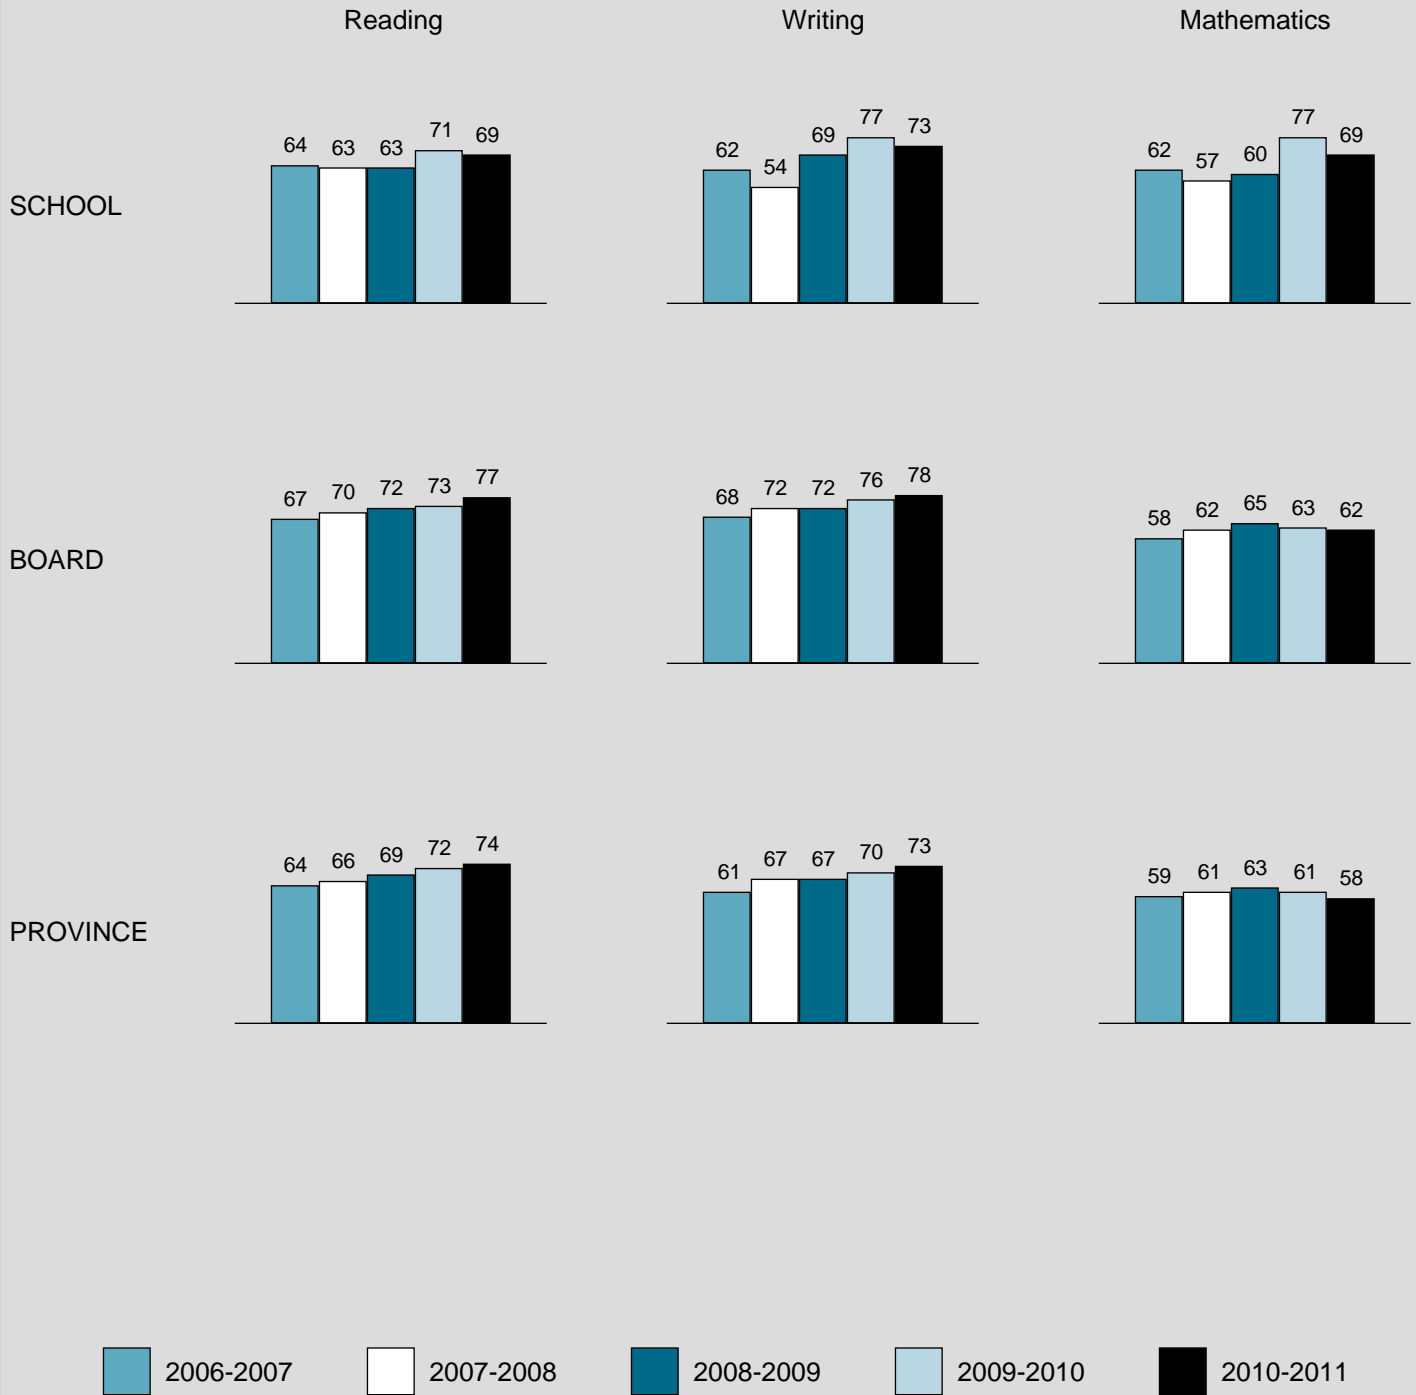 Reading Writing Mathematics
SCHOOL
64 63 63 71 69
62 54 69 77 73
62 57 60 77 69
BOARD
67 70 72 73 77
68 72 72 76 78
58 62 65 63 62
PROVINCE
64 66 69 72 74
61 67 67 70 73
59 61 63 61 58
2006-2007 2007-2008 2008-2009 2009-2010 2010-2011